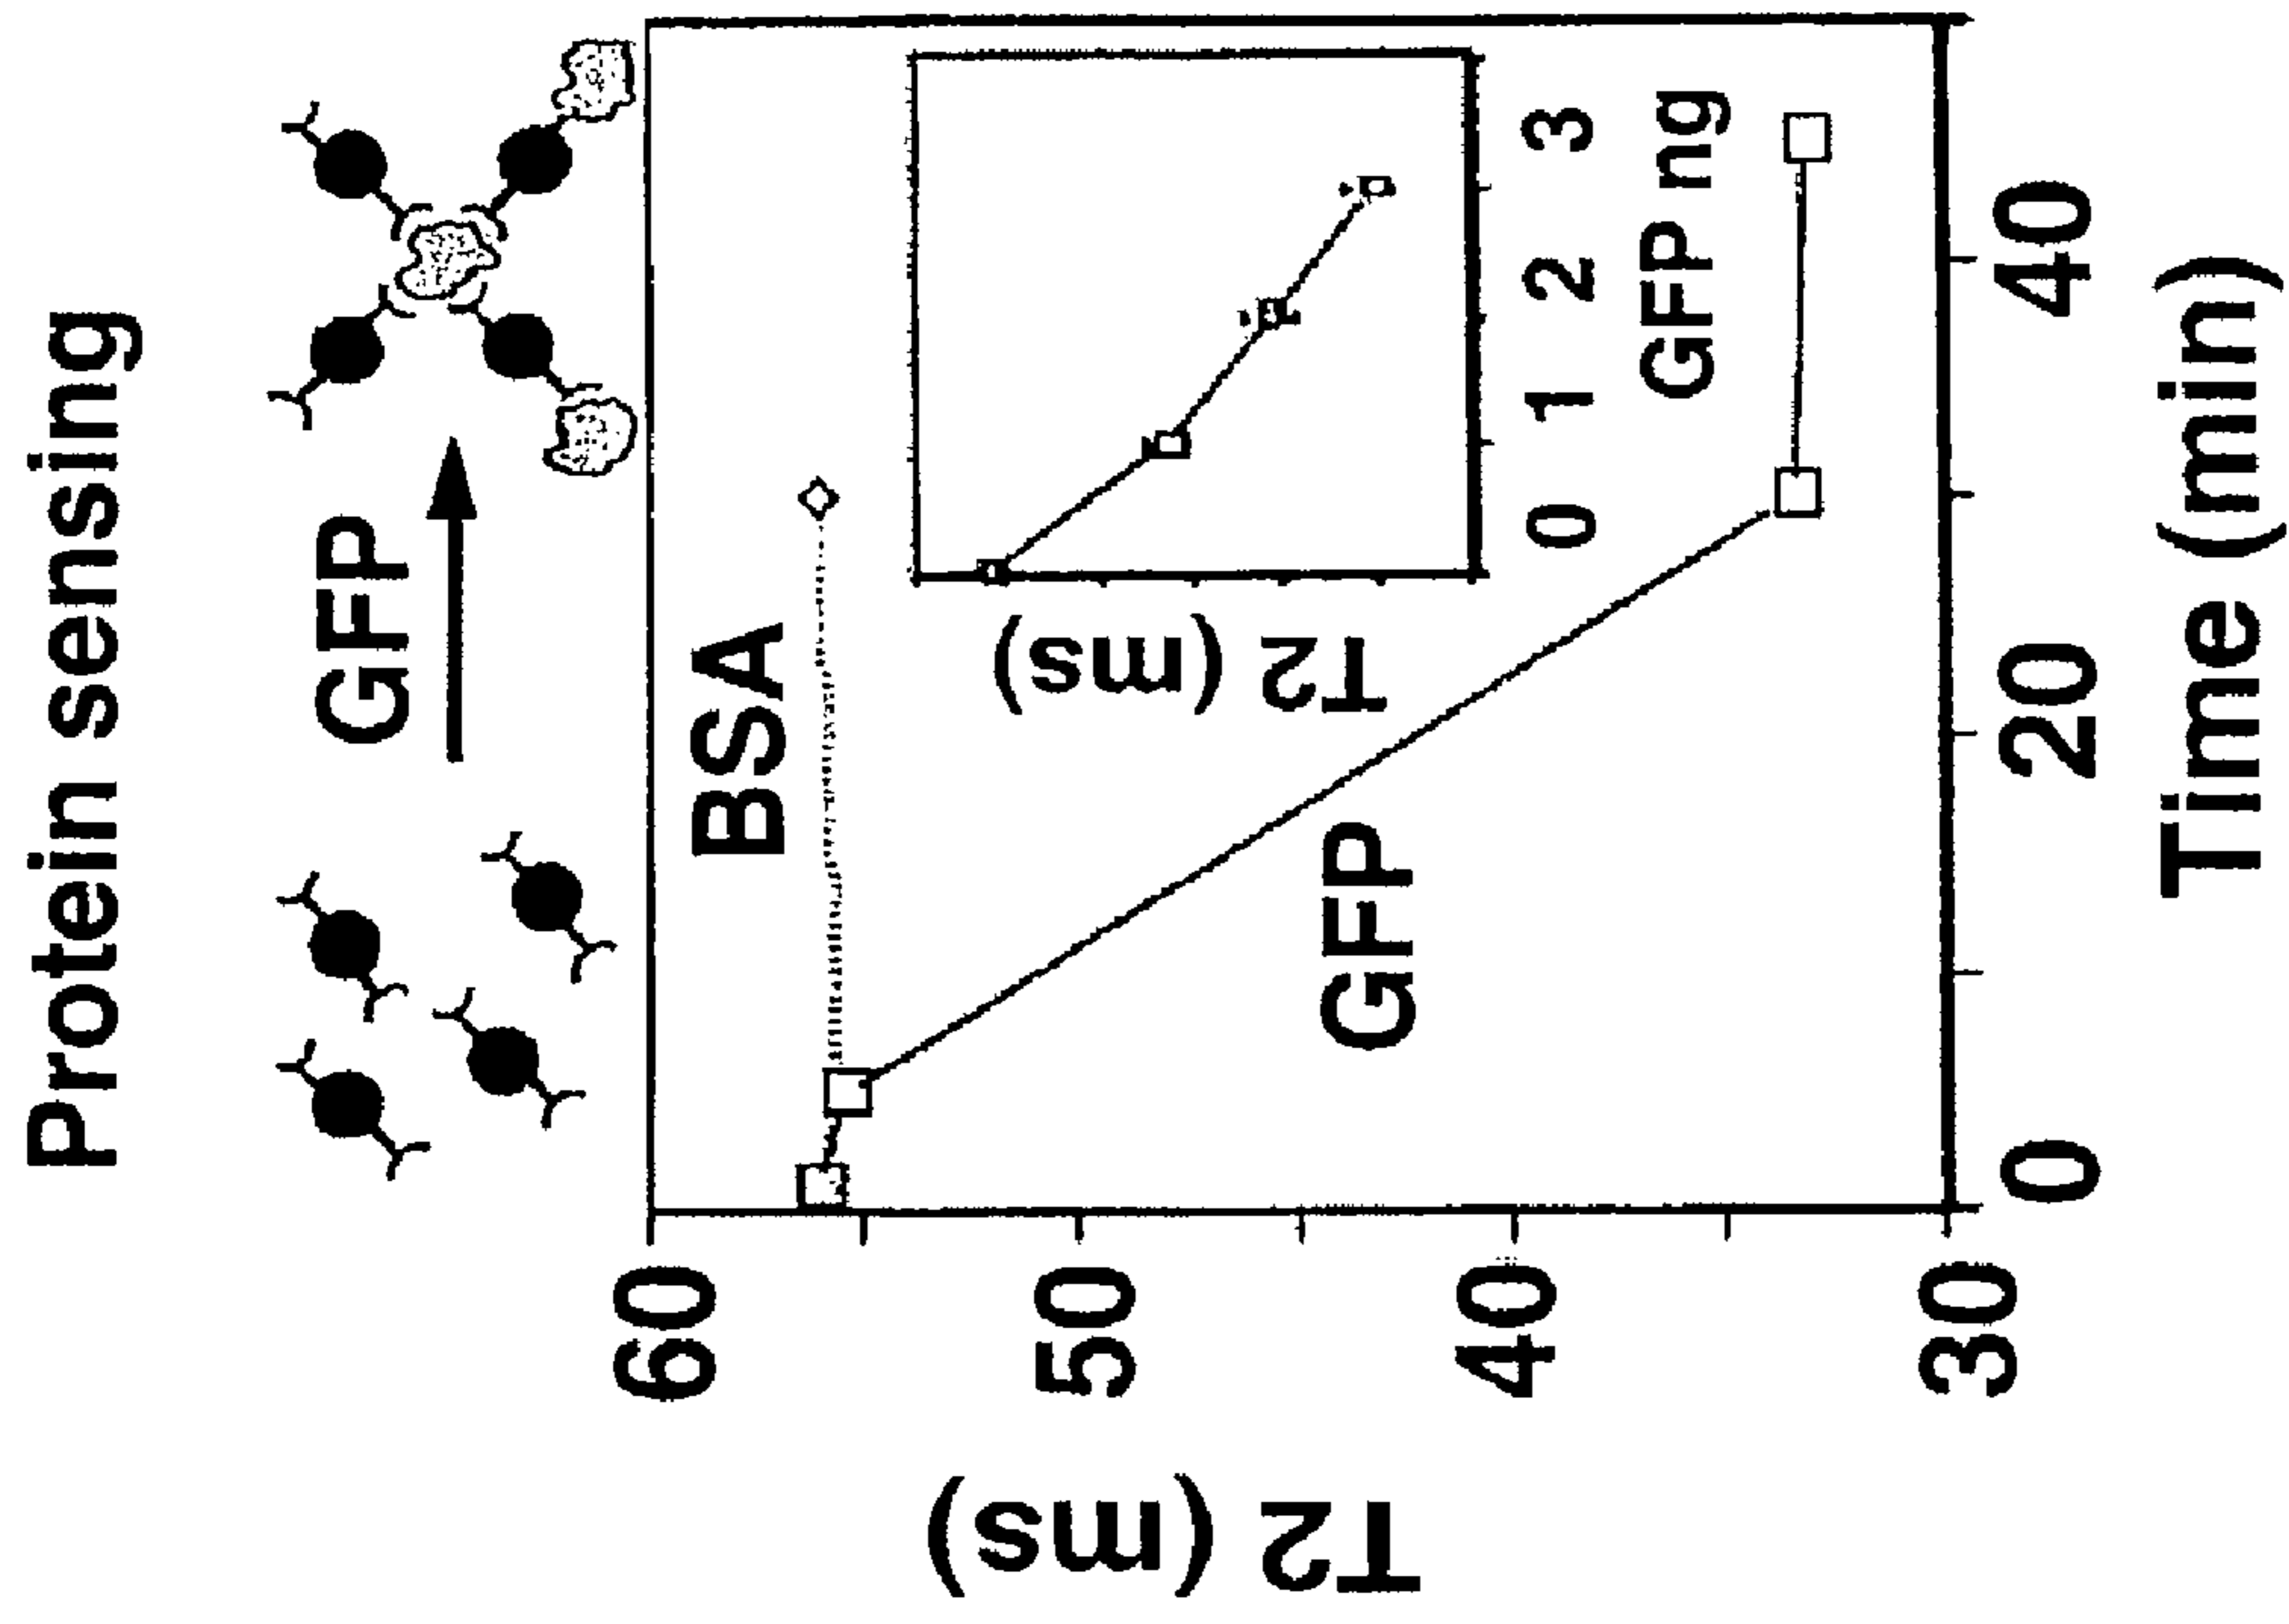 Protein sensing
GFP
60
50
40
30
T2 (ms)
BSA
GFP
T2 (ms)
0 1 2 3
GFP ng
0 20 40
Time (min)